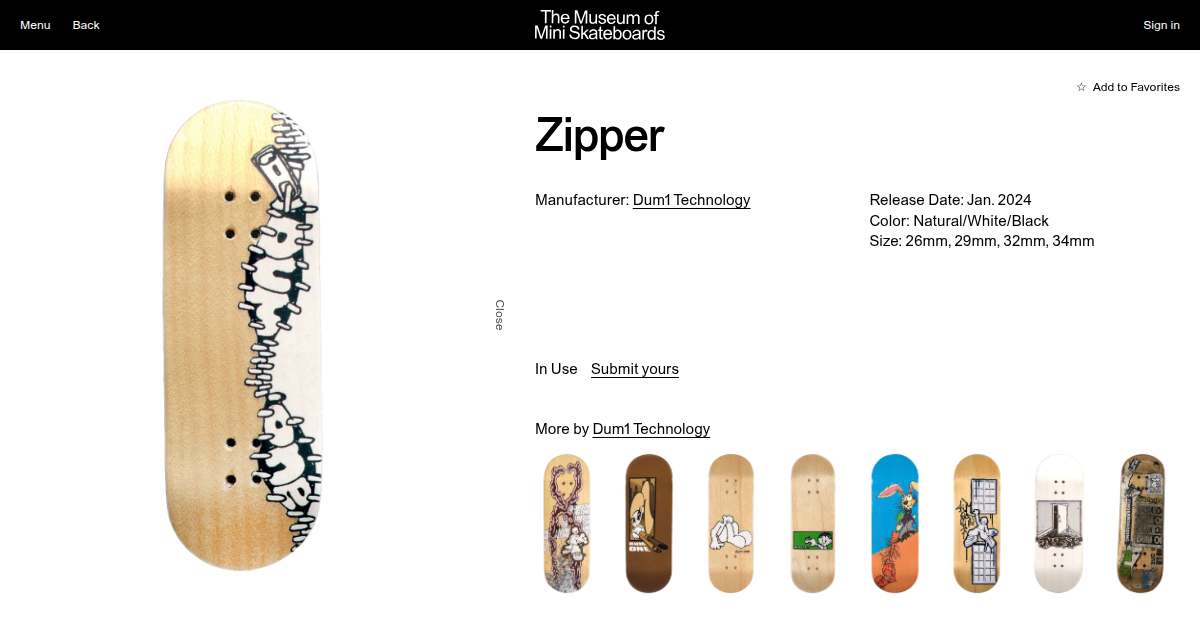 Menu
Back
The Museum of
Mini Skateboards
Sign in
☆ Add to Favorites
Zipper
Manufacturer: Dum1 Technology
Release Date: Jan. 2024
Color: Natural/White/Black
Size: 26mm, 29mm, 32mm, 34mm
Close
In Use
Submit yours
More by Dum1 Technology